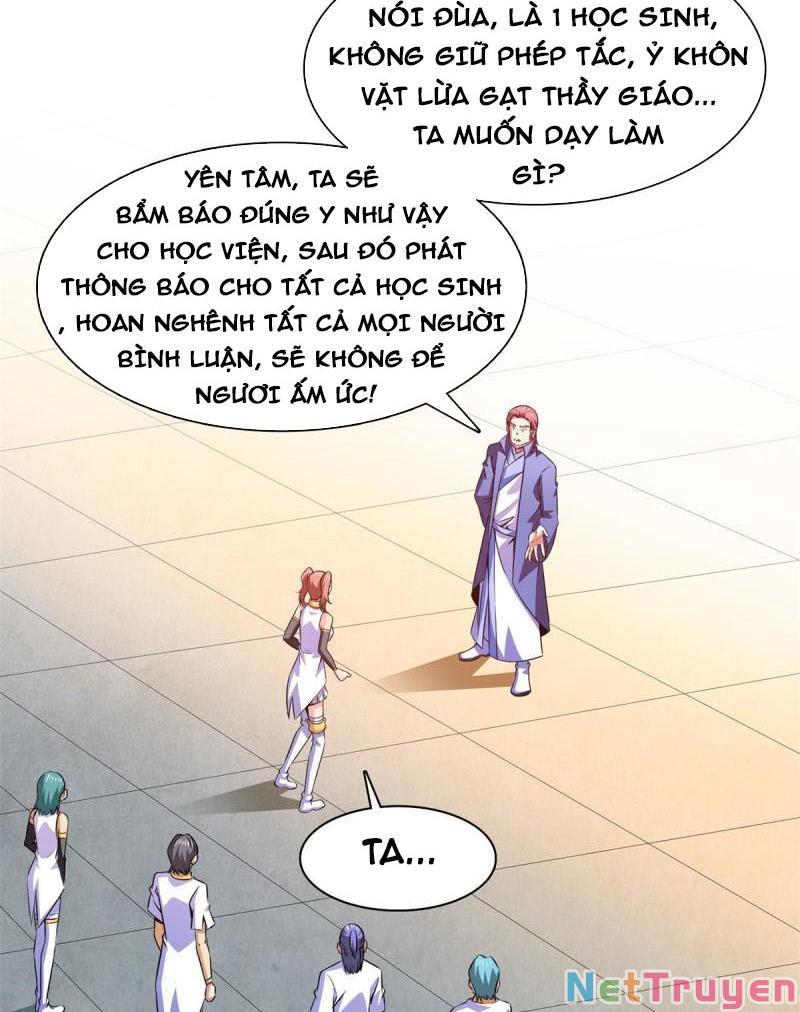 NÓI ĐÙA, LÀ 1 HỌC SINH,
KHÔNG GIỮ PHÉP TẮC, Ỷ KHÔN
VẶT LỪA GẠT THẦY GIÁO...
TA MUỐN DẠY LÀM
GÌ?
YÊN TÂM, TA SẼ
BẨM BÁO ĐÚNG Y NHƯ VẬY
CHO HỌC VIỆN, SAU ĐÓ PHÁT
THÔNG BÁO CHO TẤT CẢ HỌC SINH
, HOAN NGHÊNH TẤT CẢ MỌI NGƯỜI
BÌNH LUẬN, SẼ KHÔNG ĐỂ
NGƯƠI ẤM ỨC!
TA...
NetTruyen